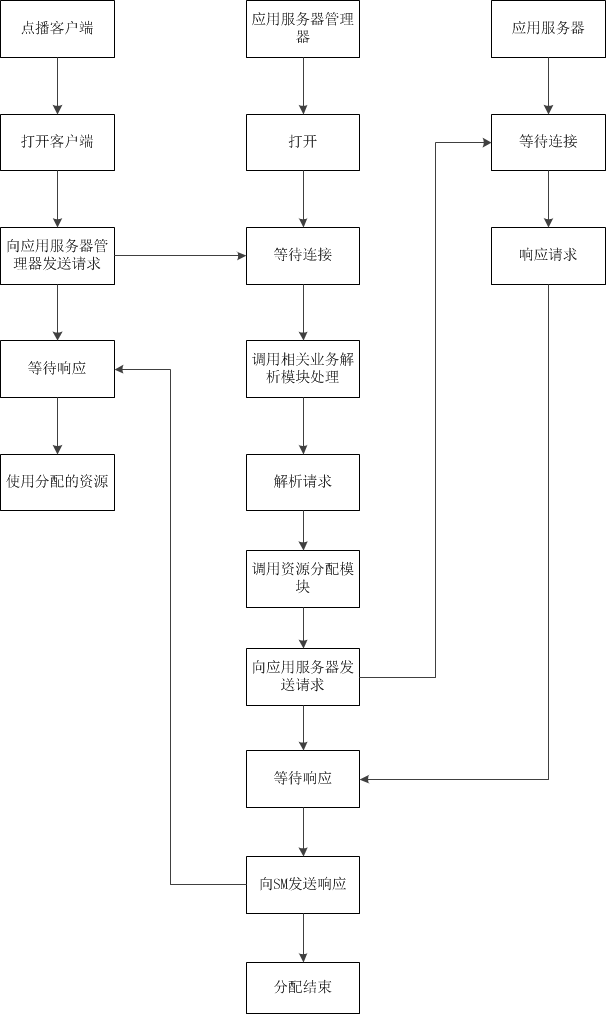 点播客户端
打开客户端
向应用服务器管
理器发送请求
等待响应
使用分配的资源
应用服务器管理
器
打开
等待连接
调用相关业务解
析模块处理
解析请求
调用资源分配模
块
向应用服务器发
送请求
等待响应
向SM发送响应
分配结束
应用服务器
等待连接
响应请求